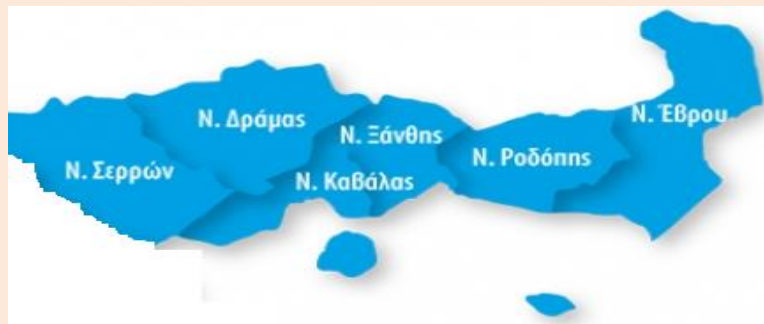 Ν. Σερρών
Ν. Δράμας
Ν. Καβάλας
Ν. Ξάνθης
Ν. Ροδόπης
Ν. Έβρου